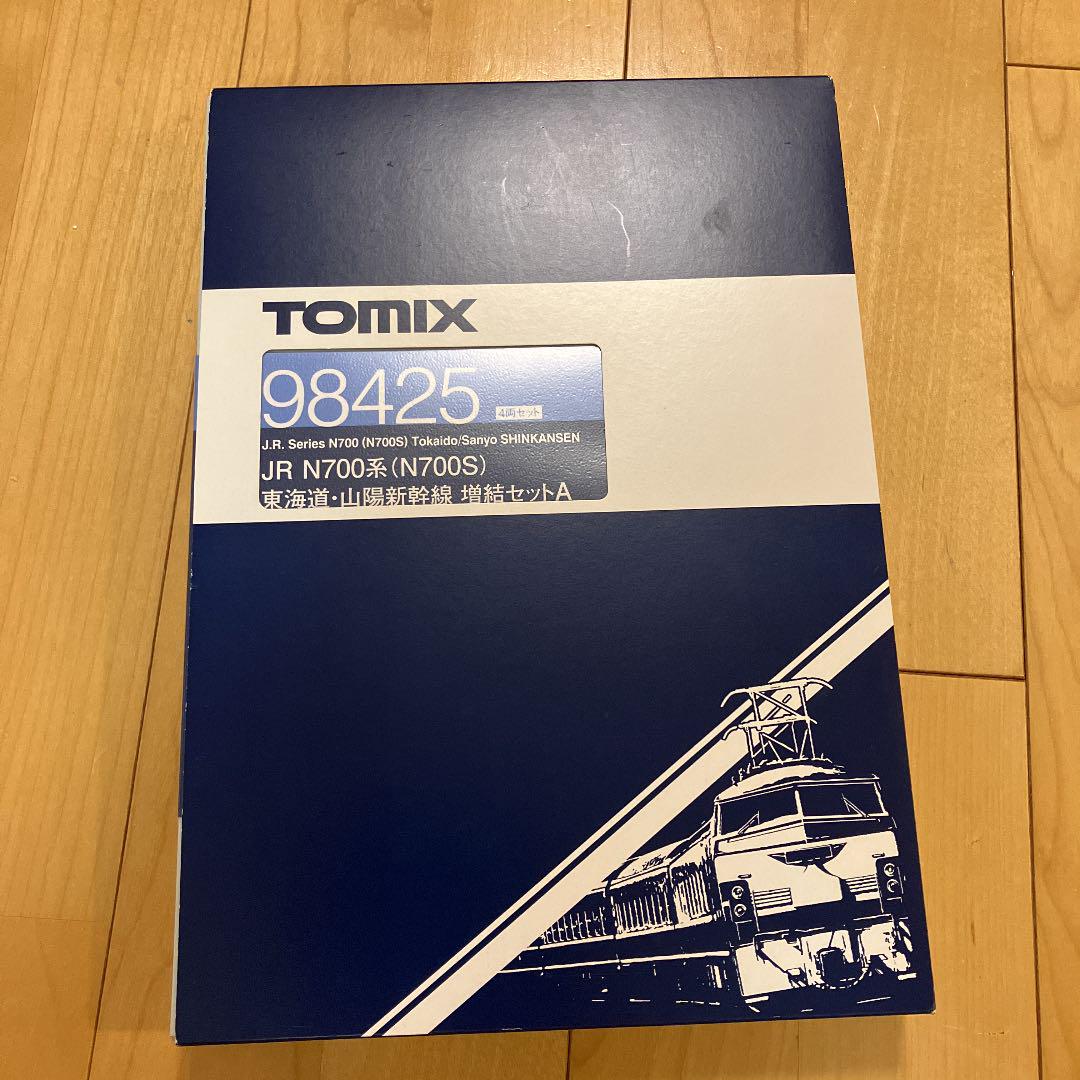 TOMIX
98425 4両セット
J.R. Series N700 (N700S) Tokaido/Sanyo SHINKANSEN
JR N700系(N700S)
東海道・山陽新幹線 増結セットA